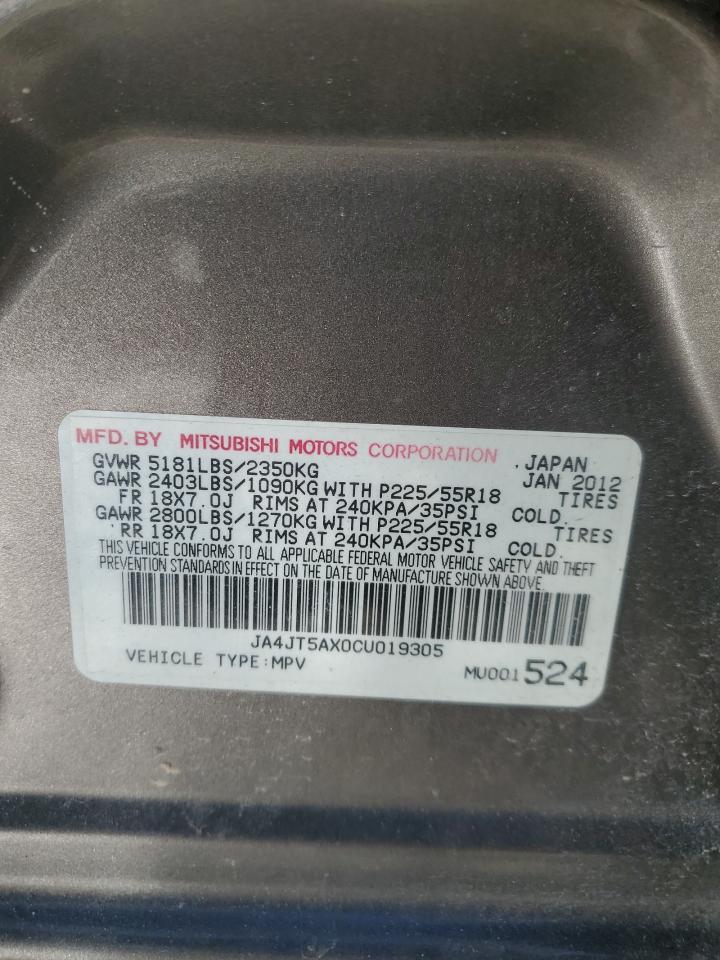 MFD. BY MITSUBISHI MOTORS CORPORATION . JAPAN
GVWR 5181LBS/2350KG JAN 2012
GAWR 2403LBS/1090KG WITH P225/55R18 TIRES
FR 18X7.0J RIMS AT 240KPA/35PSI COLD.
GAWR 2800LBS/1270KG WITH P225/55R18 TIRES
RR 18X7.0J RIMS AT 240KPA/35PSI COLD.
THIS VEHICLE CONFORMS TO ALL APPLICABLE FEDERAL MOTOR VEHICLE SAFETY AND THEFT
PREVENTION STANDARDS IN EFFECT ON THE DATE OF MANUFACTURE SHOWN ABOVE.
JA4JT5AX0CU019305
VEHICLE TYPE:MPV MU001524